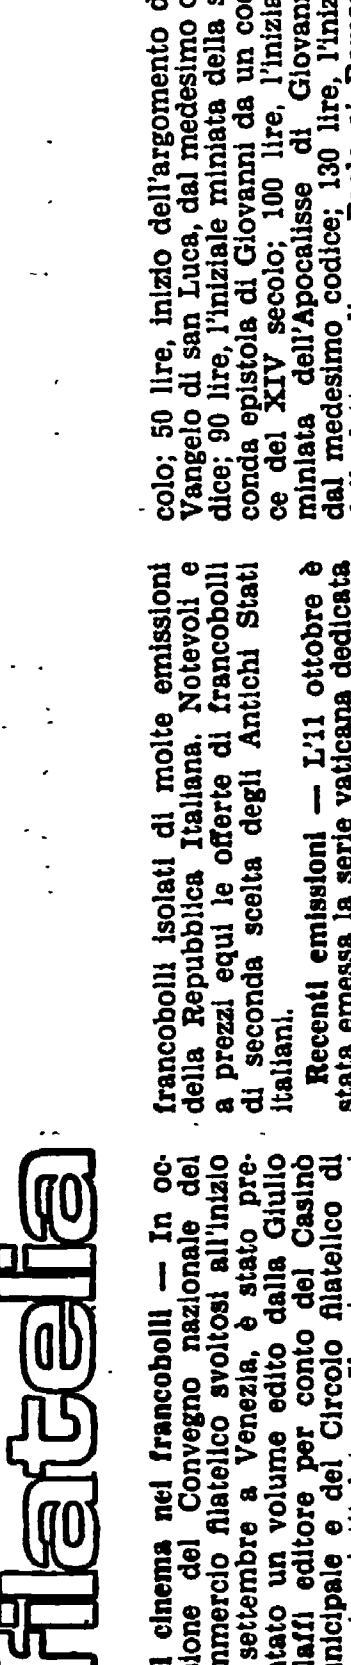 filatelia
l cinema nei francobolli — In oc-
ione del Convegno nazionale del
mmercio filatelico svoltosi all'inizio
settembre a Venezia, è stato pre-
tato un volume edito dalla Giulio
laffi editore per conto del Casinò
nicipale e del Circolo filatelico di
francobolli isolati di molte emissioni
della Repubblica Italiana. Notevoli e
a prezzi equi le offerte di francobolli
di seconda scelta degli Antichi Stati
italiani.
Recenti emissioni — L'11 ottobre è
stata emessa la serie vaticana dedicata
colo; 50 lire, inizio dell'argomento d
Vangelo di san Luca, dal medesimo c
dice; 90 lire, l'iniziale miniata della s
conda epistola di Giovanni da un co
ce del XIV secolo; 100 lire, l'inizia
miniata dell'Apocalisse di Giovan
dal medesimo codice; 130 lire, l'iniz